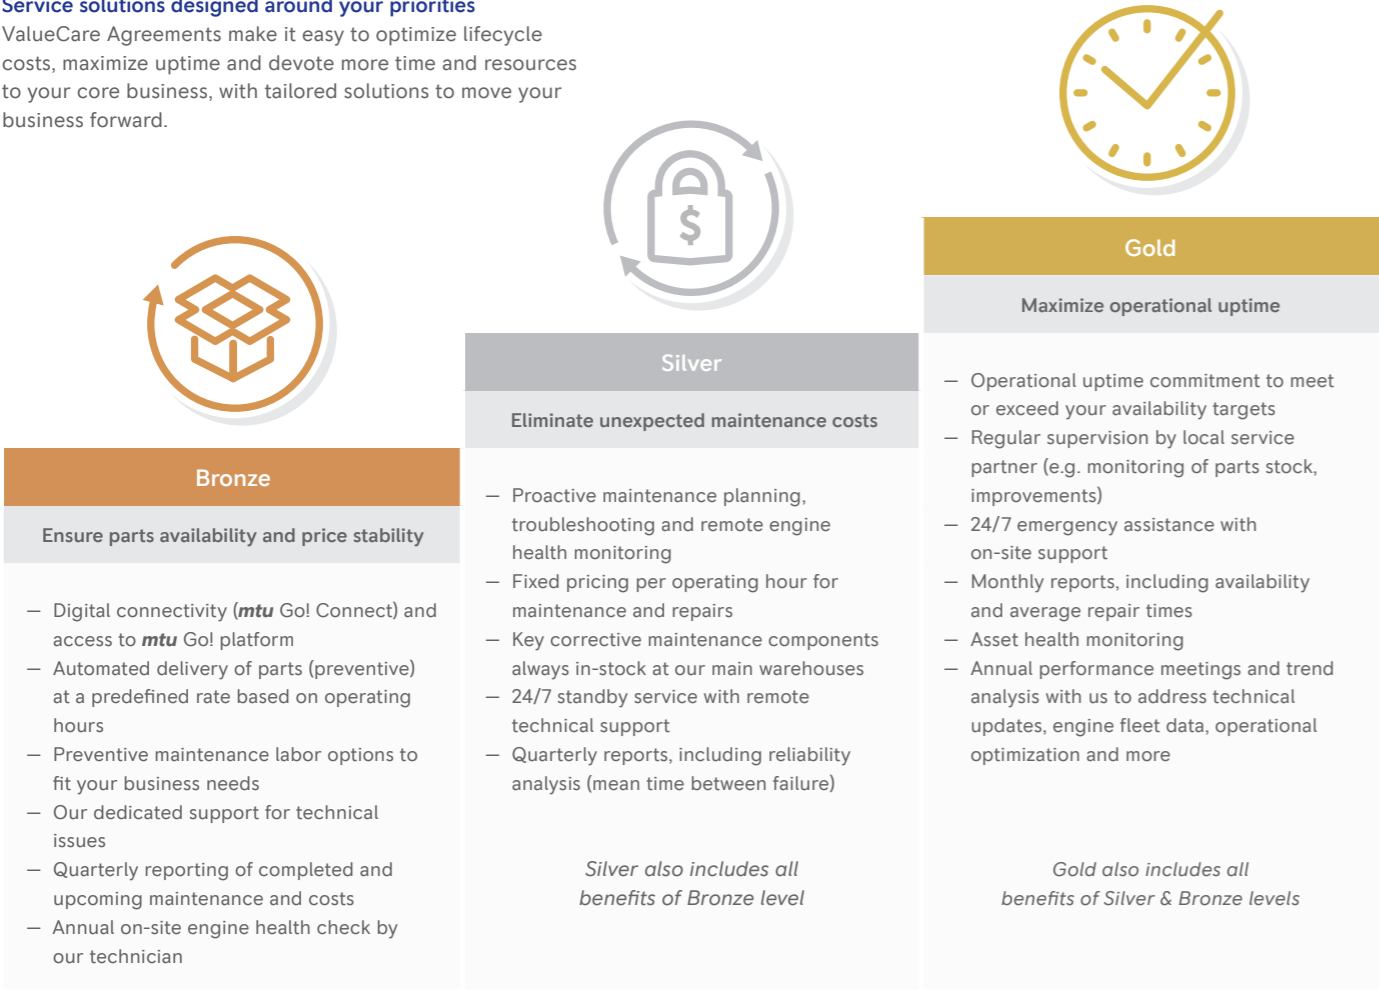 Service solutions designed around your priorities
ValueCare Agreements make it easy to optimize lifecycle
costs, maximize uptime and devote more time and resources
to your core business, with tailored solutions to move your
business forward.
Bronze
Ensure parts availability and price stability
— Digital connectivity (mtu Go! Connect) and
access to mtu Go! platform
— Automated delivery of parts (preventive)
at a predefined rate based on operating
hours
— Preventive maintenance labor options to
fit your business needs
— Our dedicated support for technical
issues
— Quarterly reporting of completed and
upcoming maintenance and costs
— Annual on-site engine health check by
our technician
$
Silver
Eliminate unexpected maintenance costs
— Proactive maintenance planning,
troubleshooting and remote engine
health monitoring
— Fixed pricing per operating hour for
maintenance and repairs
— Key corrective maintenance components
always in-stock at our main warehouses
— 24/7 standby service with remote
technical support
— Quarterly reports, including reliability
analysis (mean time between failure)
Silver also includes all
benefits of Bronze level
Gold
Maximize operational uptime
— Operational uptime commitment to meet
or exceed your availability targets
— Regular supervision by local service
partner (e.g. monitoring of parts stock,
improvements)
— 24/7 emergency assistance with
on-site support
— Monthly reports, including availability
and average repair times
— Asset health monitoring
— Annual performance meetings and trend
analysis with us to address technical
updates, engine fleet data, operational
optimization and more
Gold also includes all
benefits of Silver & Bronze levels